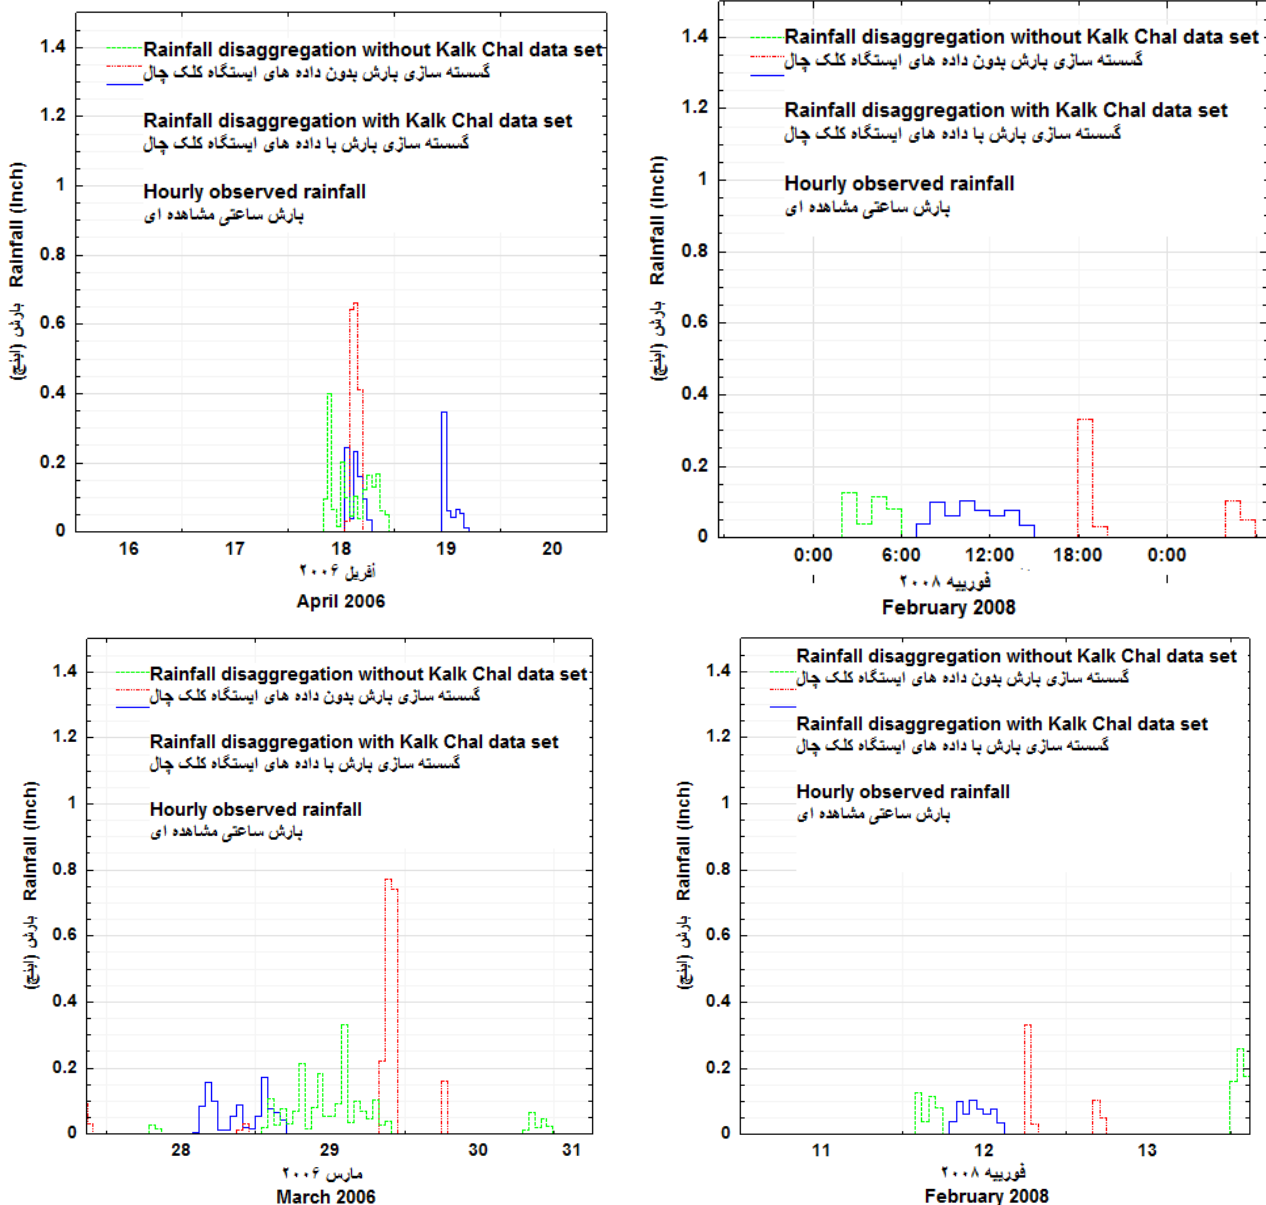 1.4
1.2
1
0.8
0.6
0.4
0.2
0
Rainfall (Inch)
بارش (اینچ)
Rainfall disaggregation without Kalk Chal data set
گسسته سازی بارش بدون داده های ایستگاه کلک چال
Rainfall disaggregation with Kalk Chal data set
گسسته سازی بارش با داده های ایستگاه کلک چال
Hourly observed rainfall
بارش ساعتی مشاهده ای
16 17 18 19 20
آفریل ۲۰۰۶
April 2006
1.4
1.2
1
0.8
0.6
0.4
0.2
0
Rainfall (Inch)
بارش (اینچ)
Rainfall disaggregation without Kalk Chal data set
گسسته سازی بارش بدون داده های ایستگاه کلک چال
Rainfall disaggregation with Kalk Chal data set
گسسته سازی بارش با داده های ایستگاه کلک چال
Hourly observed rainfall
بارش ساعتی مشاهده ای
0:00 6:00 12:00 18:00 0:00
فورییه ۲۰۰۸
February 2008
1.4
1.2
1
0.8
0.6
0.4
0.2
0
Rainfall (Inch)
بارش (اینچ)
Rainfall disaggregation without Kalk Chal data set
گسسته سازی بارش بدون داده های ایستگاه کلک چال
Rainfall disaggregation with Kalk Chal data set
گسسته سازی بارش با داده های ایستگاه کلک چال
Hourly observed rainfall
بارش ساعتی مشاهده ای
28 29 30 31
مارس ۲۰۰۶
March 2006
1.4
1.2
1
0.8
0.6
0.4
0.2
0
Rainfall (Inch)
بارش (اینچ)
Rainfall disaggregation without Kalk Chal data set
گسسته سازی بارش بدون داده های ایستگاه کلک چال
Rainfall disaggregation with Kalk Chal data set
گسسته سازی بارش با داده های ایستگاه کلک چال
Hourly observed rainfall
بارش ساعتی مشاهده ای
11 12 13
فورییه ۲۰۰۸
February 2008